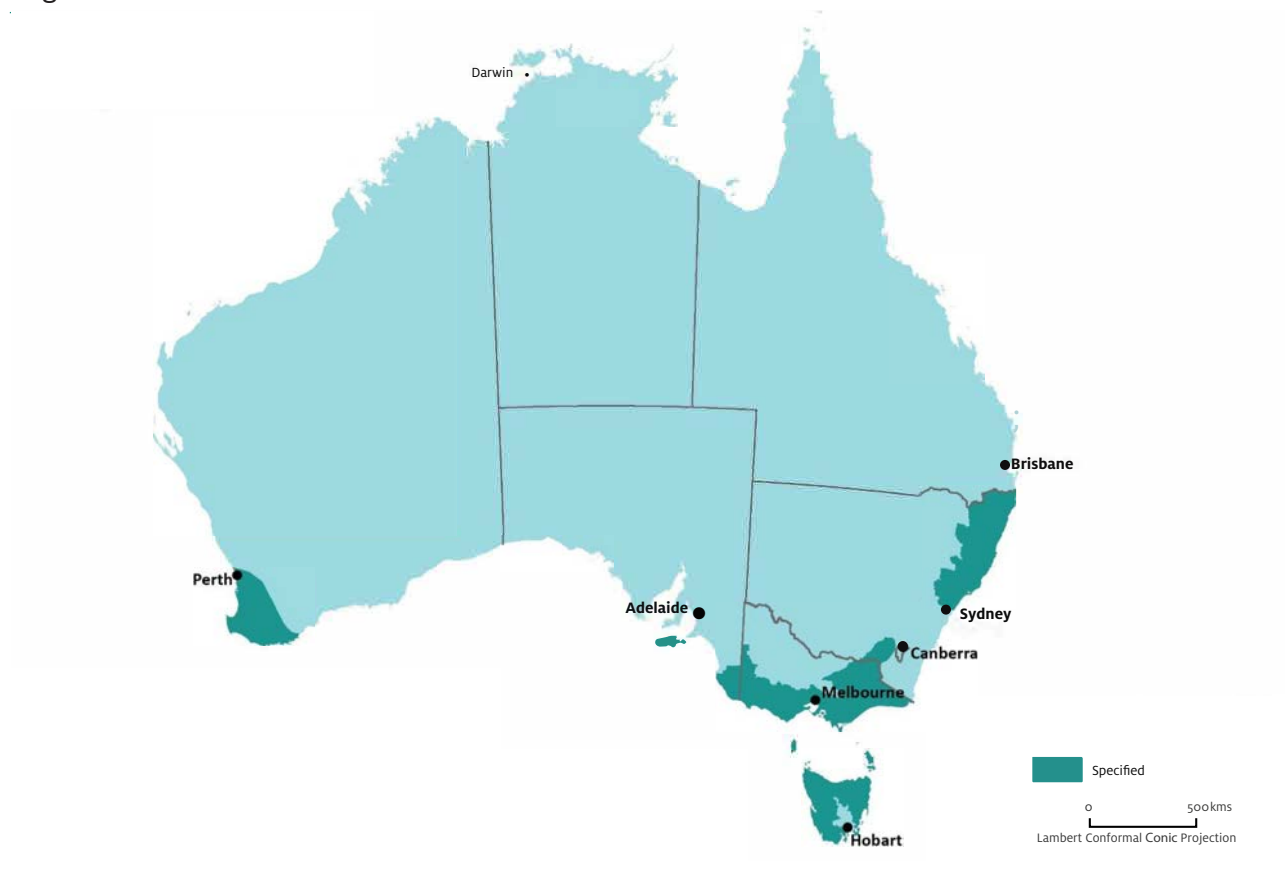 Darwin
Brisbane
Perth
Adelaide
Sydney
Canberra
Melbourne
Specified
0 500kms
Lambert Conformal Conic Projection
Hobart